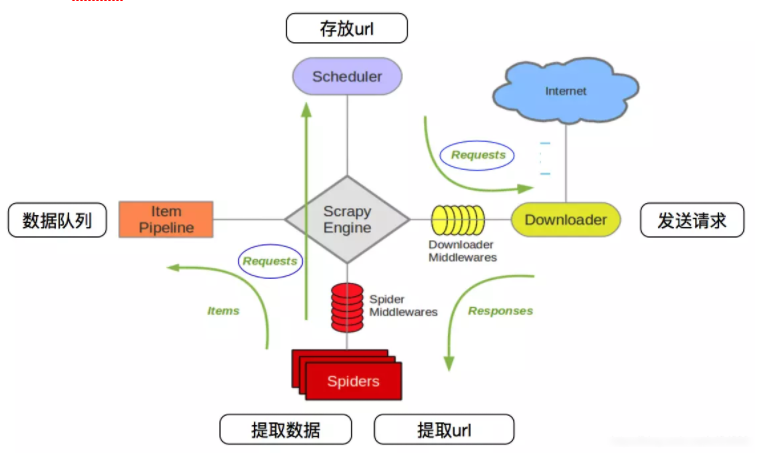 存放url
Scheduler
Internet
Requests
数据队列
Item
Pipeline
Scrapy
Engine
Downloader
发送请求
Downloader
Middlewares
Requests
Items
Spider
Middlewares
Responses
Spiders
提取数据
提取url